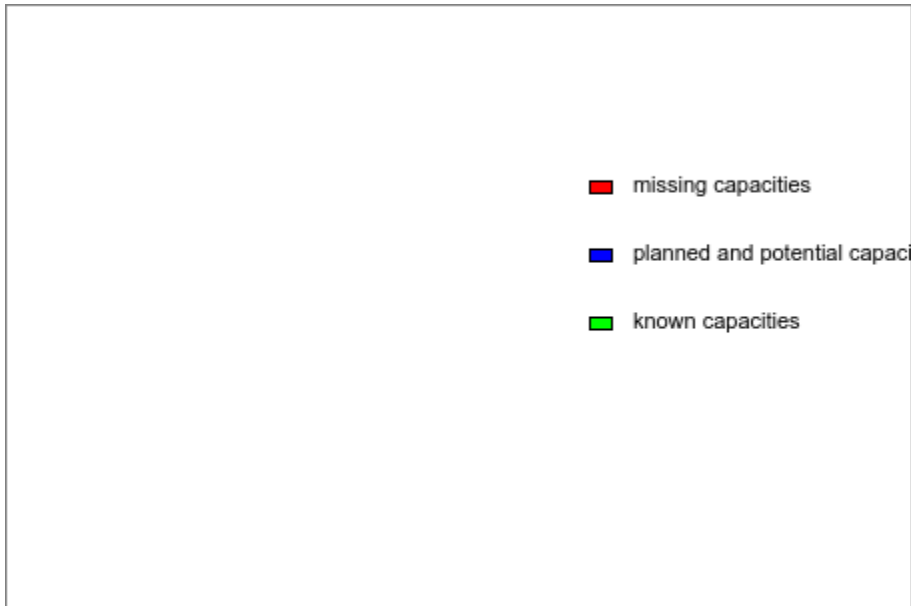 missing capacities
planned and potential capaci
known capacities